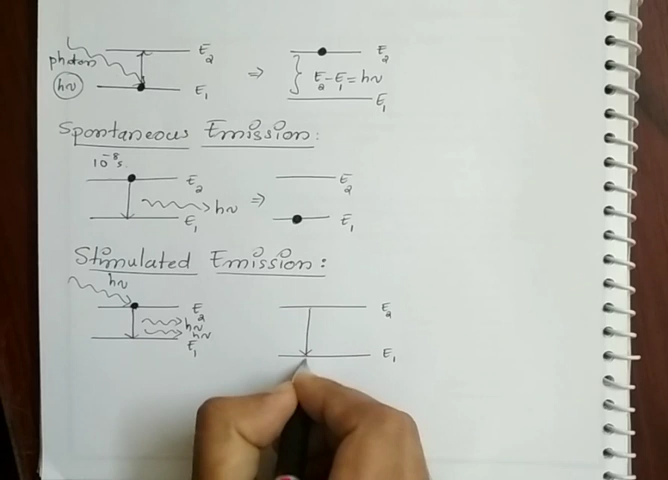 E₂
photon
hν
E₁
⇒
E₂
E₂-E₁=hν
E₁
Spontaneous Emission:
10⁻⁸s.
E₂
hν
E₁
⇒
E₂
E₁
Stimulated Emission:
hν
E₂
hν
hν
E₁
E₂
E₁